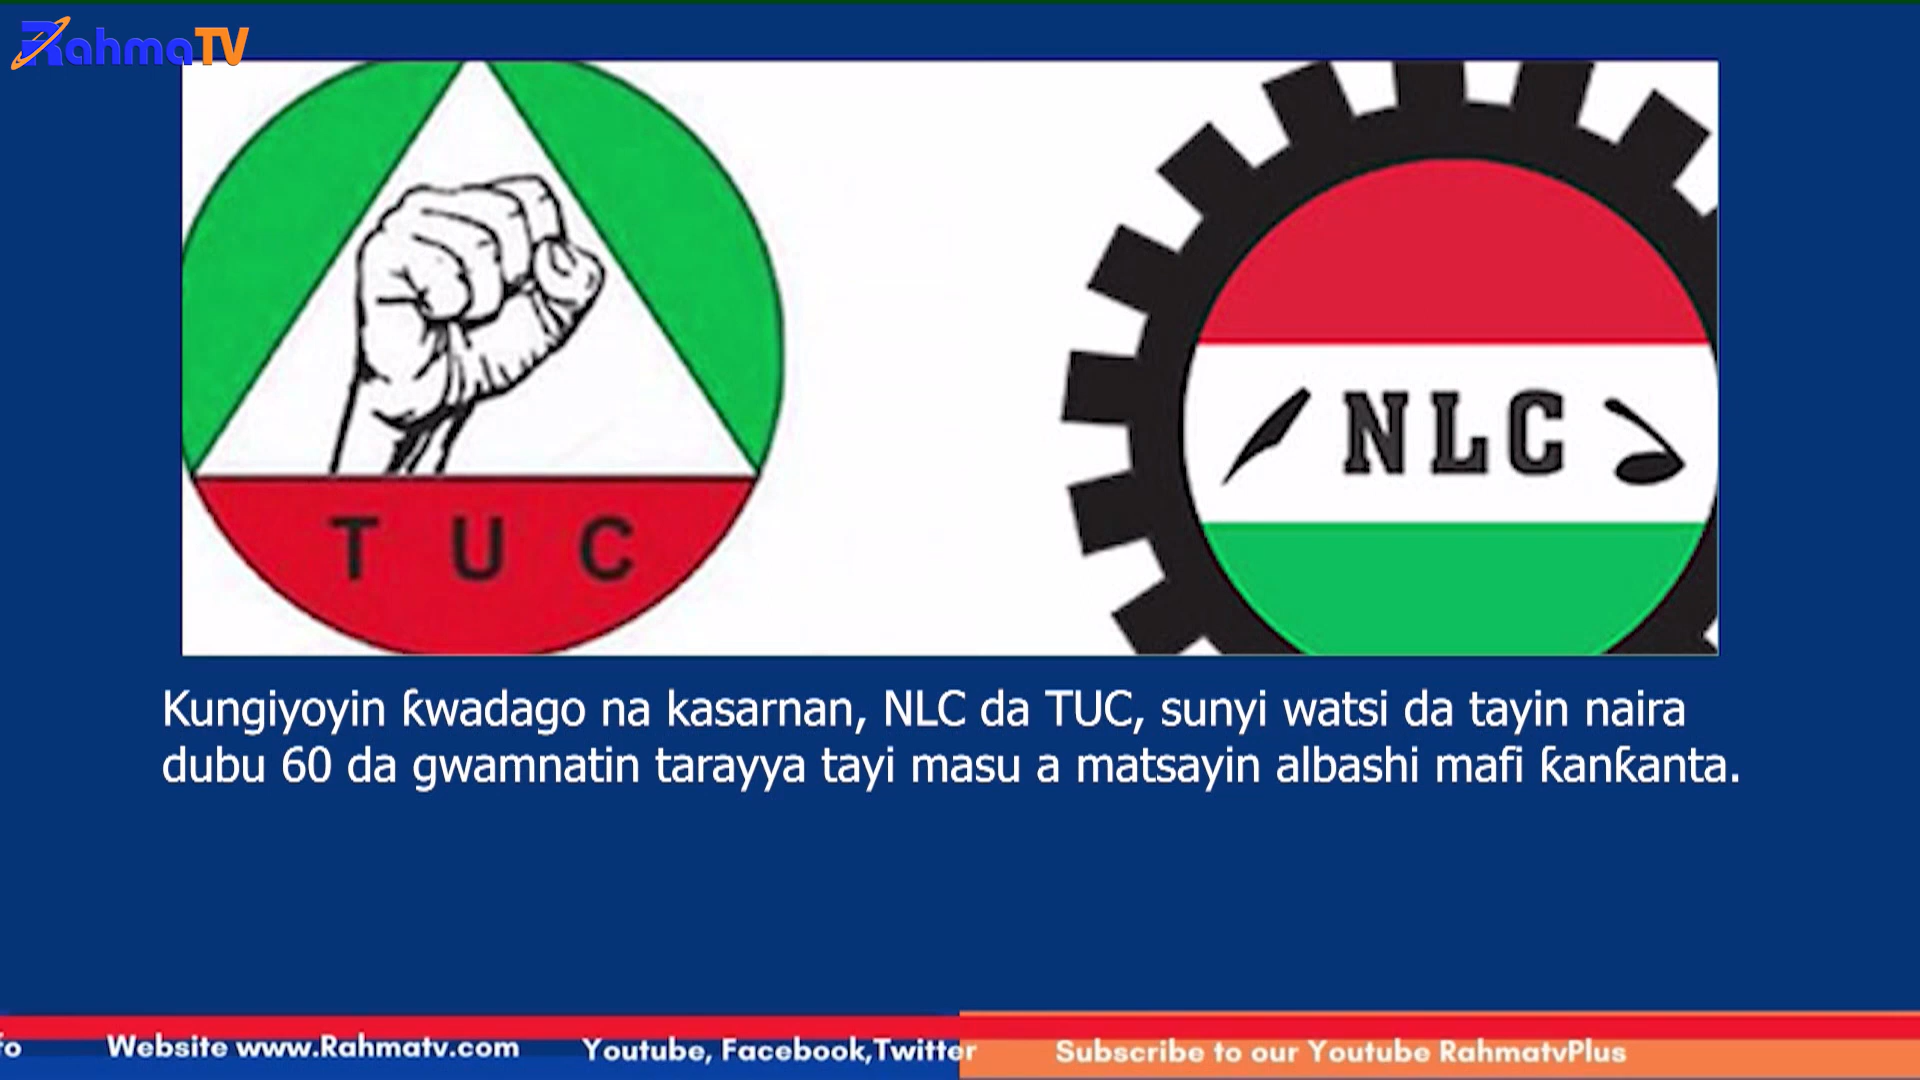 RahmaTV
TUC
NLC
Kungiyoyin ƙwadago na kasarnan, NLC da TUC, sunyi watsi da tayin naira
dubu 60 da gwamnatin tarayya tayi masu a matsayin albashi mafi ƙanƙanta.
fo Website www.Rahmatv.com Youtube, Facebook,Twitter Subscribe to our Youtube RahmatvPlus